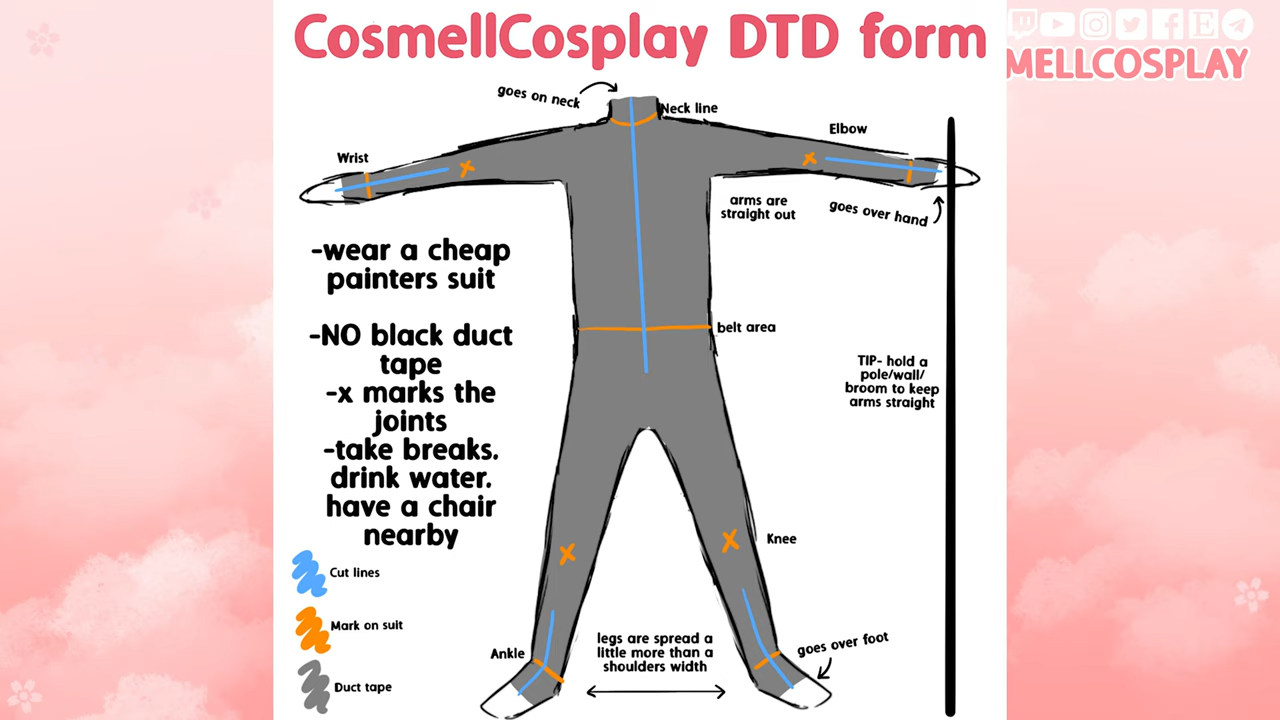 CosmellCosplay DTD form
MELLCOSPLAY
goes on neck
Neck line
Elbow
Wrist
arms are
straight out
goes over hand
-wear a cheap
painters suit
-NO black duct
tape
-x marks the
joints
-take breaks.
drink water.
have a chair
nearby
belt area
TIP- hold a
pole/wall/
broom to keep
arms straight
Knee
Cut lines
Mark on suit
Duct tape
Ankle
legs are spread a
little more than a
shoulders width
goes over foot